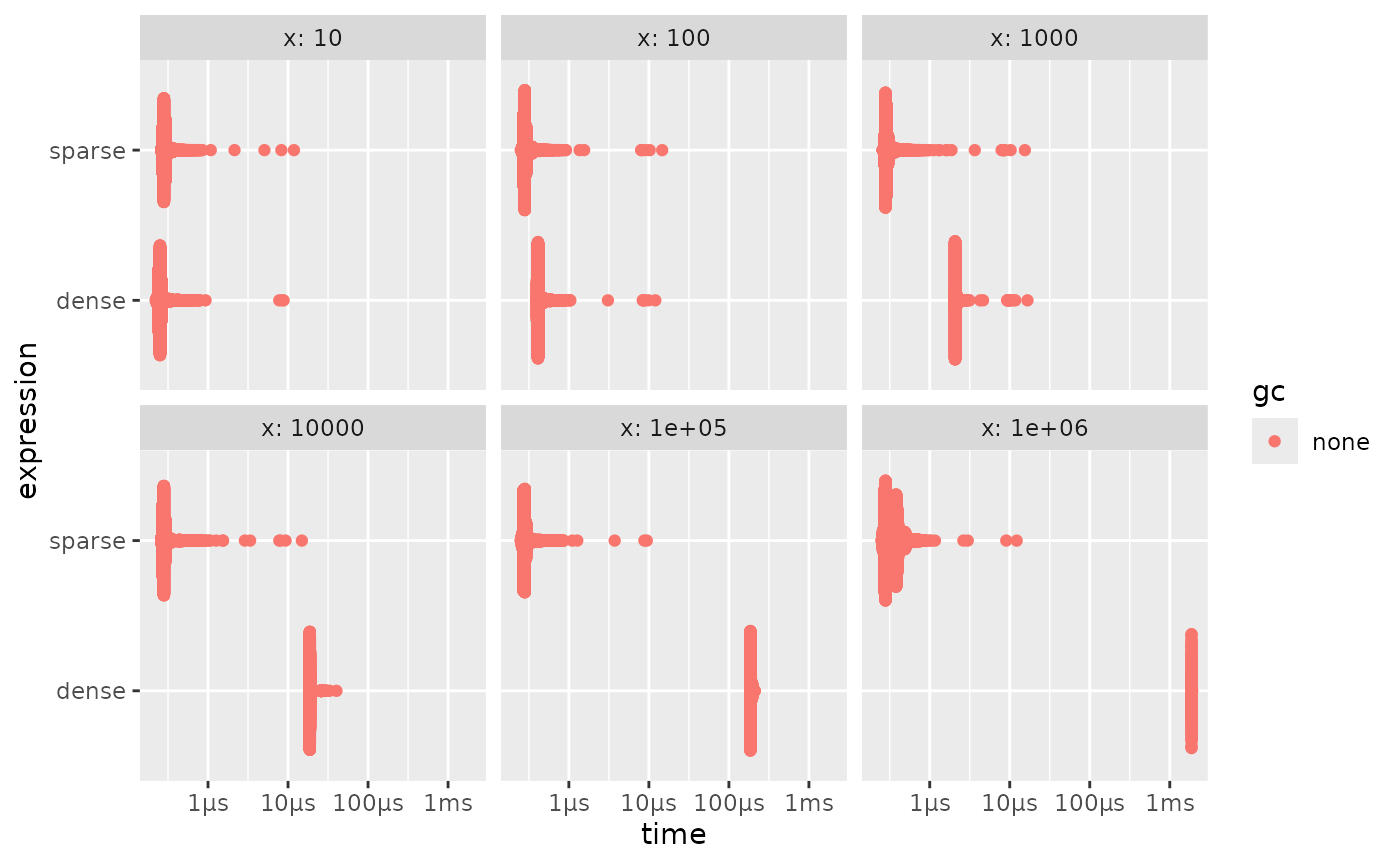 x: 10
x: 100
x: 1000
sparse
dense
x: 10000
x: 1e+05
x: 1e+06
sparse
dense
1µs 10µs 100µs 1ms
1µs 10µs 100µs 1ms
1µs 10µs 100µs 1ms
time
expression
gc
none